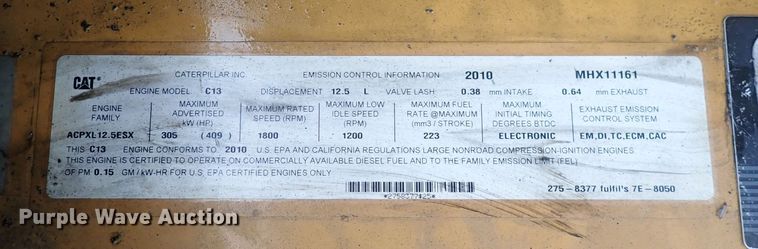 CAT CATERPILLAR INC EMISSION CONTROL INFORMATION 2010 MHX11161
ENGINE MODEL C13 DISPLACEMENT 12.5 L VALVE LASH: 0.38 mm INTAKE 0.64 mm EXHAUST
ENGINE FAMILY MAXIMUM ADVERTISED kW (HP) MAXIMUM RATED SPEED (RPM) MAXIMUM LOW IDLE SPEED (RPM) MAXIMUM FUEL RATE @MAXIMUM (mm3 / STROKE) MAXIMUM INITIAL TIMING DEGREES BTDC EXHAUST EMISSION CONTROL SYSTEM
ACPXL12.5ESX 305 (409) 1800 1200 223 ELECTRONIC EM,DI,TC,ECM,CAC
THIS C13 ENGINE CONFORMS TO 2010 U.S. EPA AND CALIFORNIA REGULATIONS LARGE NONROAD COMPRESSION-IGNITION ENGINES
THIS ENGINE IS CERTIFIED TO OPERATE ON COMMERCIALLY AVAILABLE DIESEL FUEL AND TO THE FAMILY EMISSION LIMIT (FEL)
OF PM 0.15 GM / kW-HR FOR U.S. EPA CERTIFIED ENGINES ONLY
275-8377 fulfil's 7E-8050
Purple Wave Auction